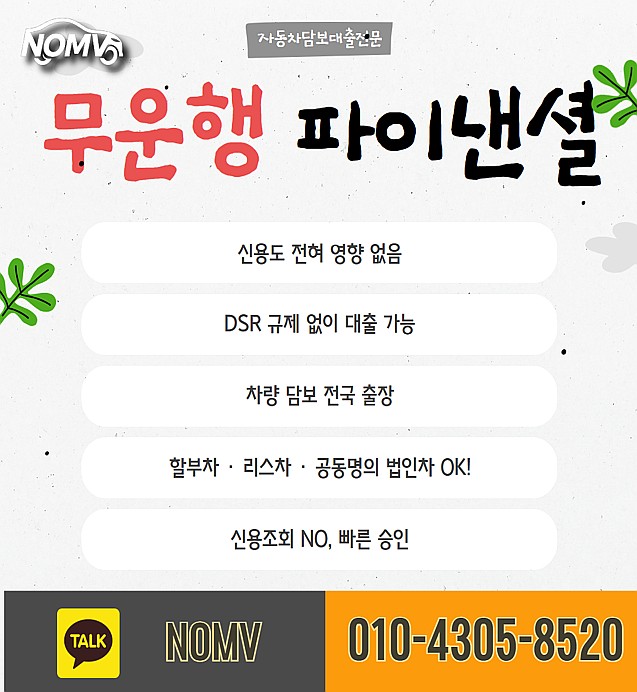 NOMV
자동차담보대출전문
무운행 파이낸셜
신용도 전혀 영향 없음
DSR 규제 없이 대출 가능
차량 담보 전국 출장
할부차 · 리스차 · 공동명의 법인차 OK!
신용조회 NO, 빠른 승인
TALK NOMV 010-4305-8520